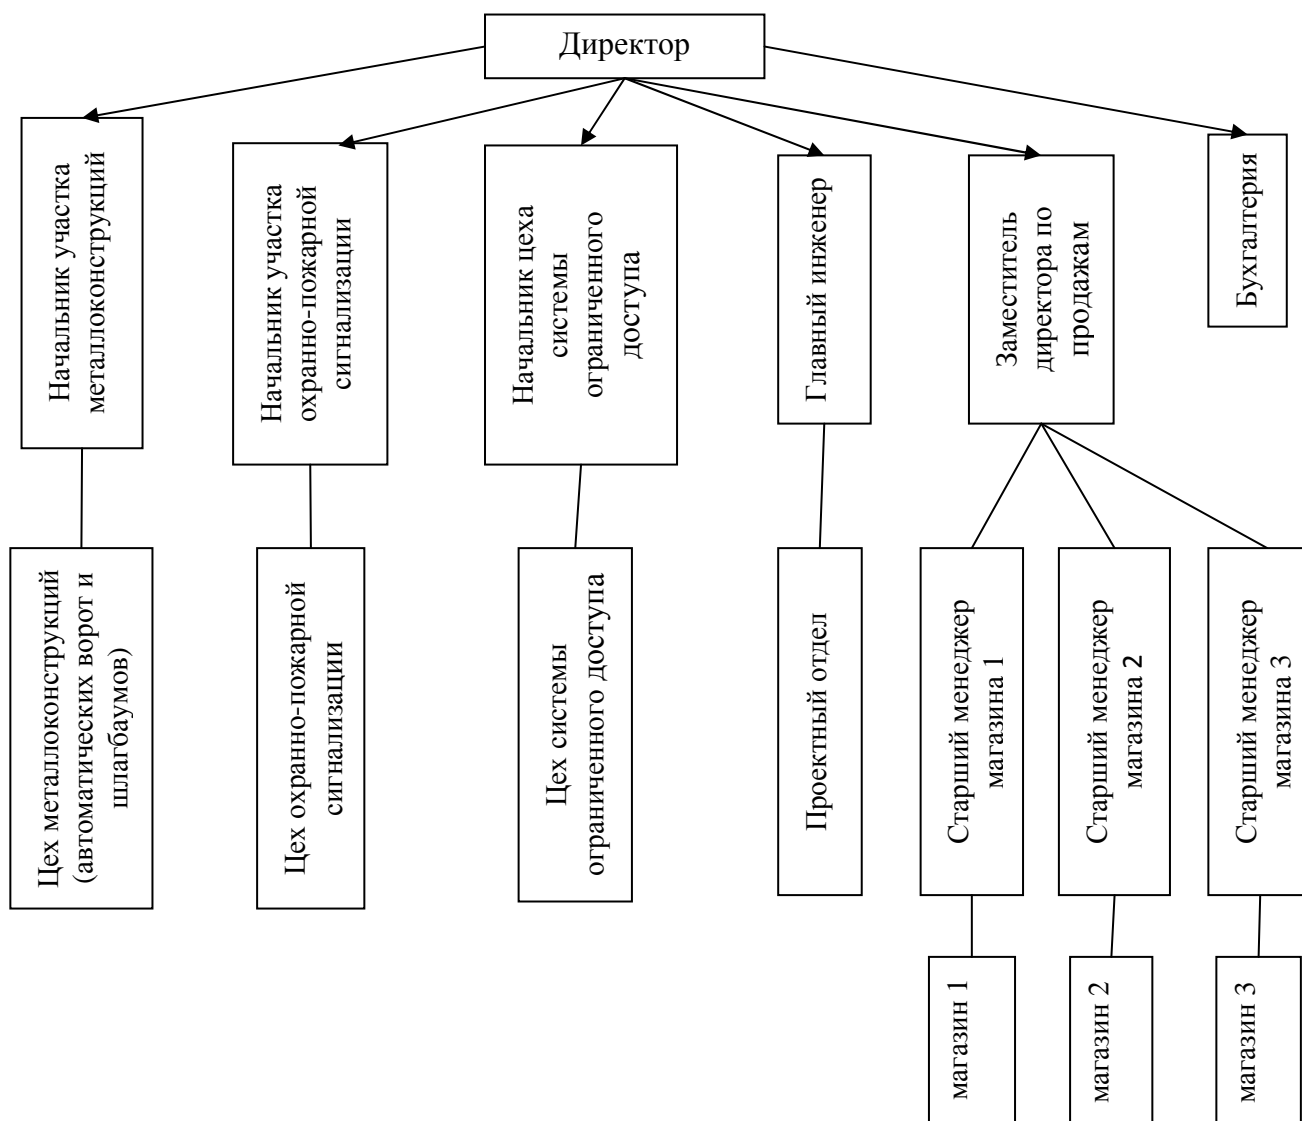 Директор
Начальник участка
металлоконструкций
Начальник участка
охранно-пожарной
сигнализации
Начальник цеха
системы
ограниченного
доступа
Главный инженер
Заместитель
директора по
продажам
Бухгалтерия
Цех металлоконструкций
(автоматических ворот и
шлагбаумов)
Цех охранно-пожарной
сигнализации
Цех системы
ограниченного доступа
Проектный отдел
Старший менеджер
магазина 1
Старший менеджер
магазина 2
Старший менеджер
магазина 3
магазин 1
магазин 2
магазин 3